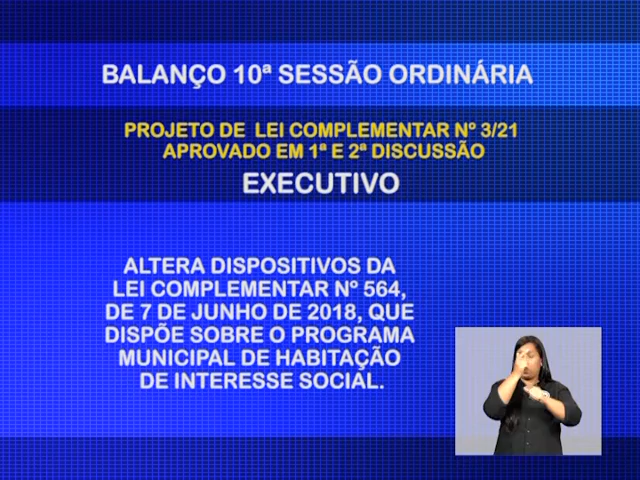 BALANÇO 10ª SESSÃO ORDINÁRIA
PROJETO DE LEI COMPLEMENTAR Nº 3/21
APROVADO EM 1ª E 2ª DISCUSSÃO
EXECUTIVO
ALTERA DISPOSITIVOS DA
LEI COMPLEMENTAR Nº 564,
DE 7 DE JUNHO DE 2018, QUE
DISPÕE SOBRE O PROGRAMA
MUNICIPAL DE HABITAÇÃO
DE INTERESSE SOCIAL.